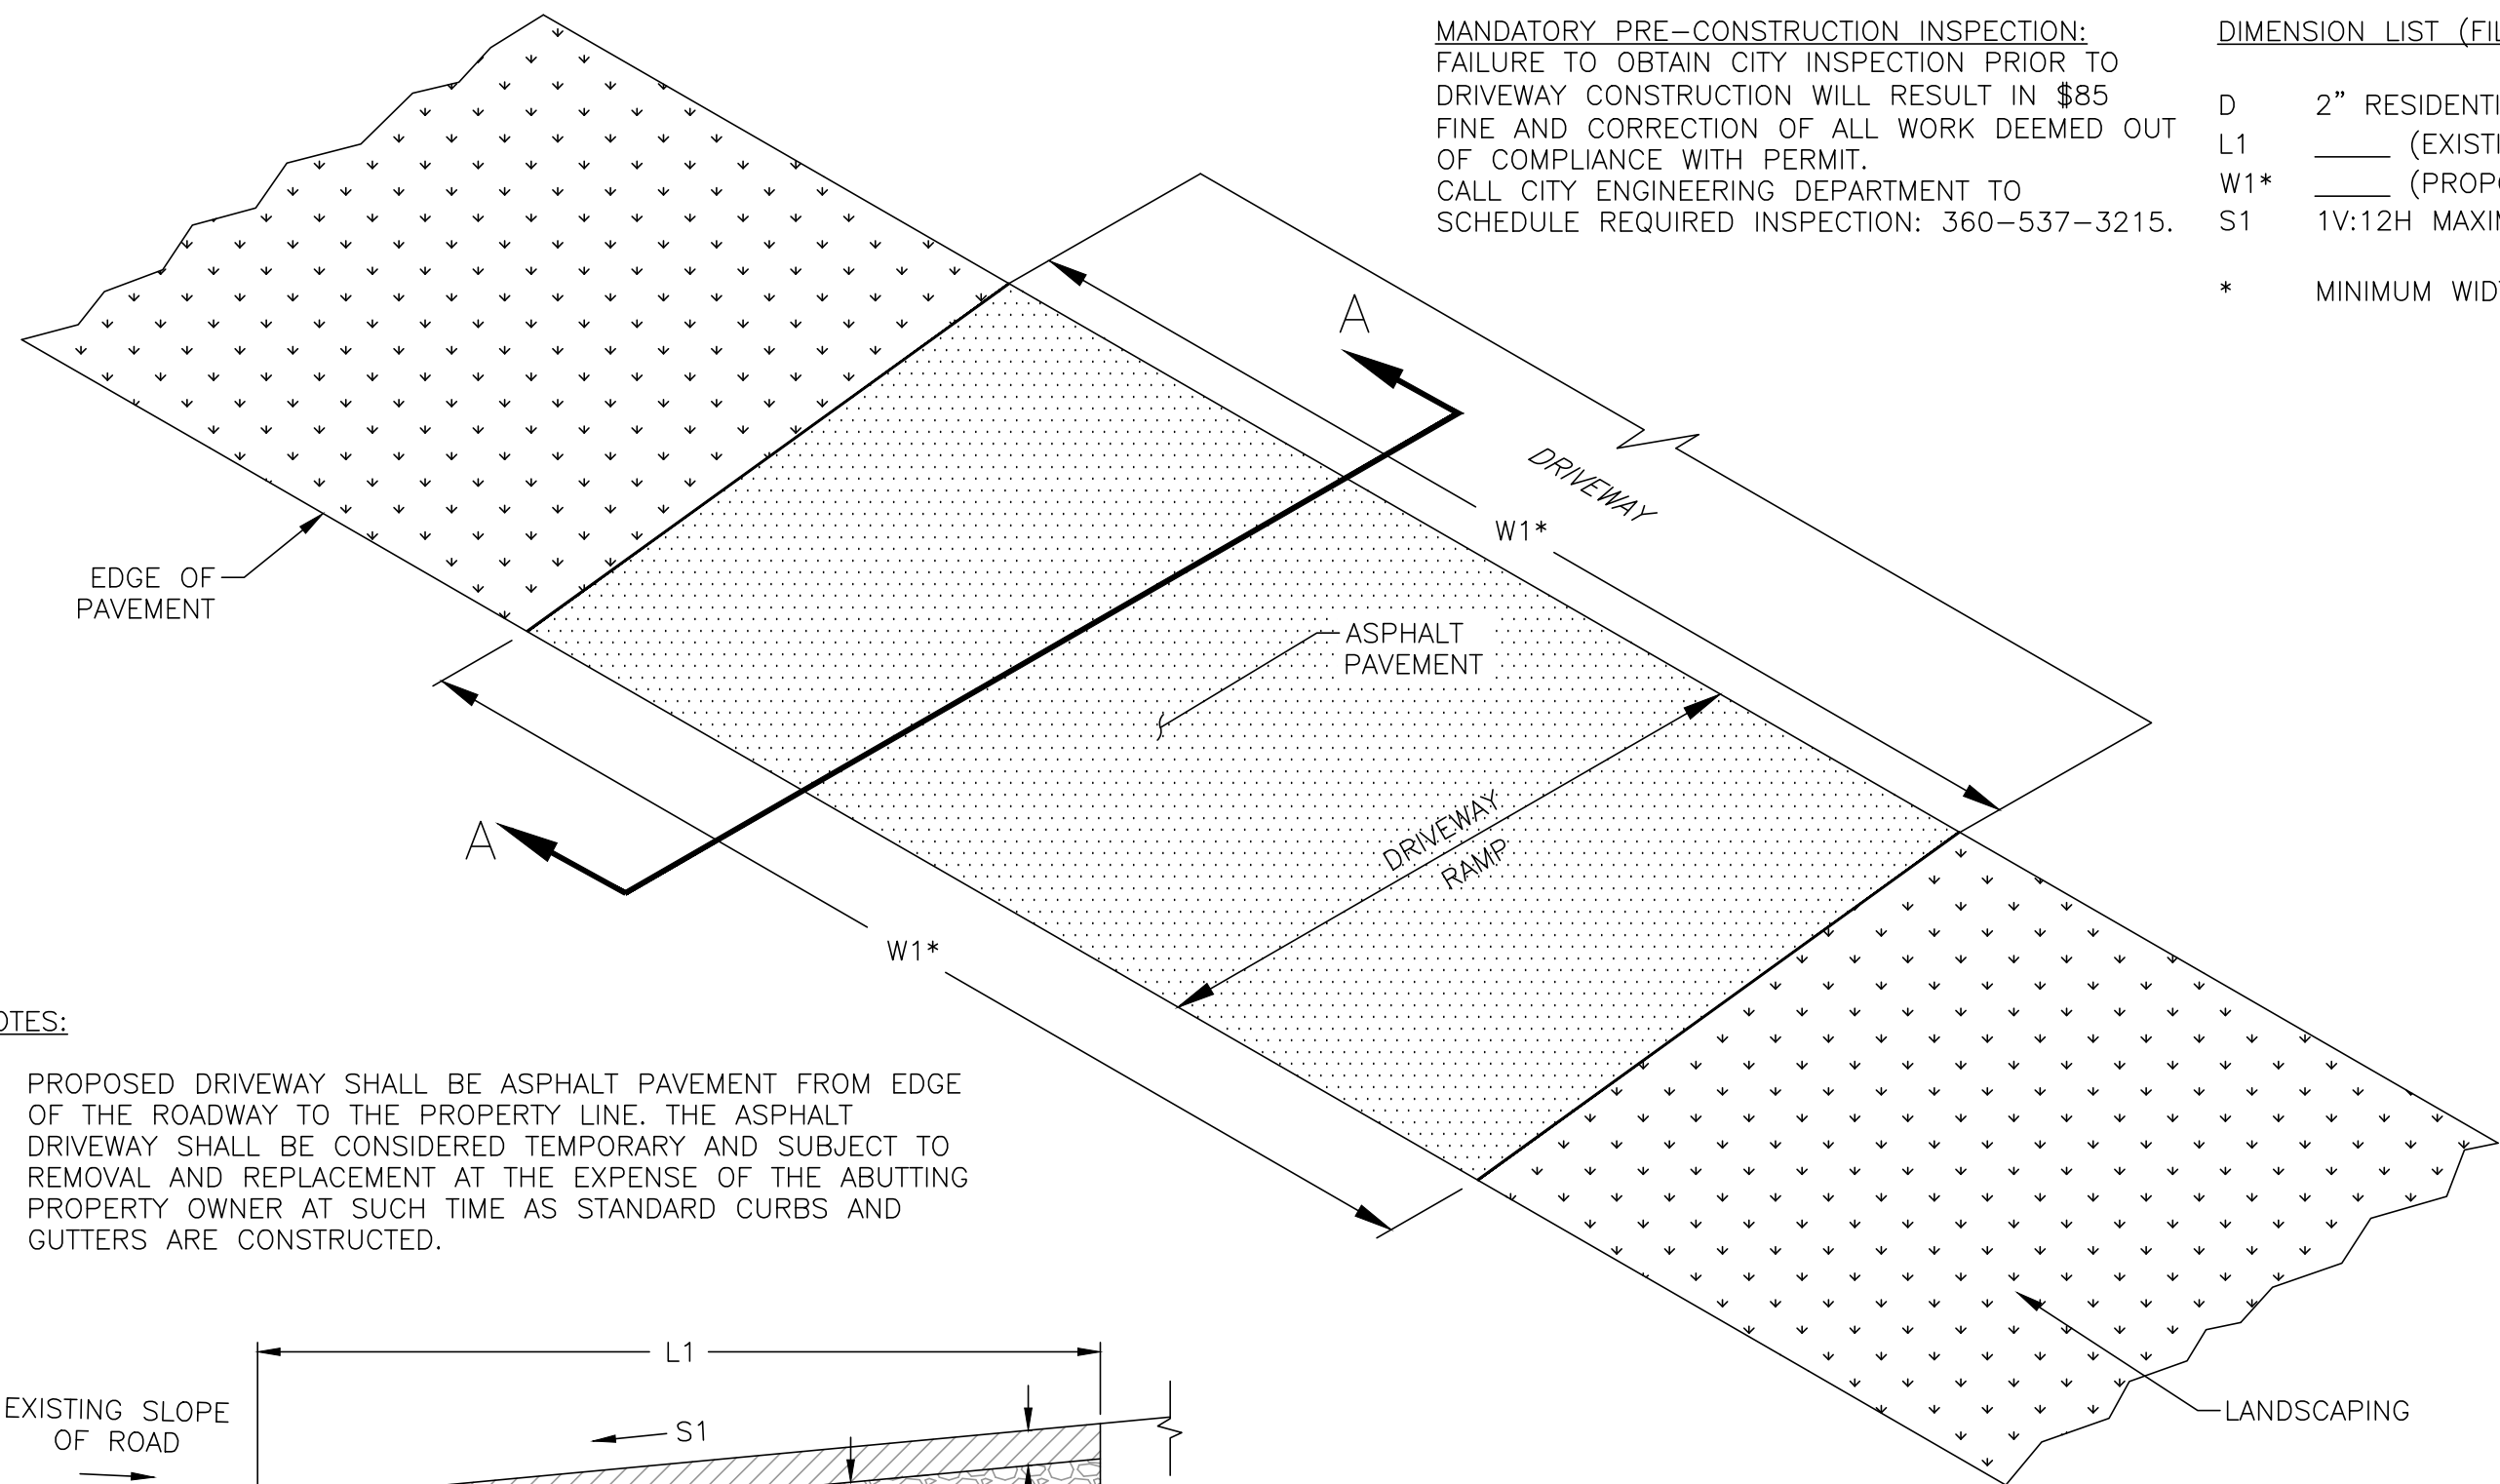 MANDATORY PRE-CONSTRUCTION INSPECTION:
FAILURE TO OBTAIN CITY INSPECTION PRIOR TO
DRIVEWAY CONSTRUCTION WILL RESULT IN $85
FINE AND CORRECTION OF ALL WORK DEEMED OUT
OF COMPLIANCE WITH PERMIT.
CALL CITY ENGINEERING DEPARTMENT TO
SCHEDULE REQUIRED INSPECTION: 360-537-3215.
DIMENSION LIST
D 2"
L1 _____
W1* _____
S1 1V:12H
* MINIMUM
A
DRIVEWAY
W1*
EDGE OF
PAVEMENT
ASPHALT
PAVEMENT
DRIVEWAY
RAMP
A
W1*
PROPOSED DRIVEWAY SHALL BE ASPHALT PAVEMENT FROM EDGE
OF THE ROADWAY TO THE PROPERTY LINE. THE ASPHALT
DRIVEWAY SHALL BE CONSIDERED TEMPORARY AND SUBJECT TO
REMOVAL AND REPLACEMENT AT THE EXPENSE OF THE ABUTTING
PROPERTY OWNER AT SUCH TIME AS STANDARD CURBS AND
GUTTERS ARE CONSTRUCTED.
L1
EXISTING SLOPE
OF ROAD
S1
LANDSCAPING